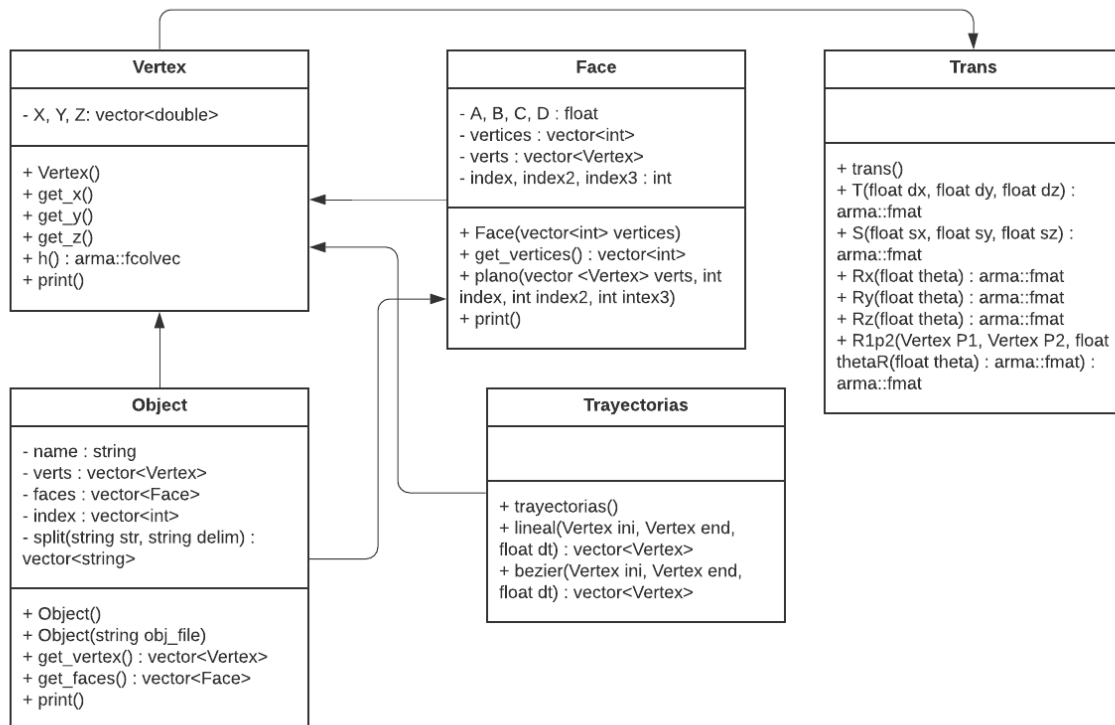 Vertex
- X, Y, Z: vector<double>
+ Vertex()
+ get_x()
+ get_y()
+ get_z()
+ h() : arma::fcolvec
+ print()
Face
- A, B, C, D : float
- vertices : vector<int>
- verts : vector<Vertex>
- index, index2, index3 : int
+ Face(vector<int> vertices)
+ get_vertices() : vector<int>
+ plano(vector <Vertex> verts, int
index, int index2, int intex3)
+ print()
Trans
+ trans()
+ T(float dx, float dy, float dz) :
arma::fmat
+ S(float sx, float sy, float sz) :
arma::fmat
+ Rx(float theta) : arma::fmat
+ Ry(float theta) : arma::fmat
+ Rz(float theta) : arma::fmat
+ R1p2(Vertex P1, Vertex P2, float
thetaR(float theta) : arma::fmat) :
arma::fmat
Object
- name : string
- verts : vector<Vertex>
- faces : vector<Face>
- index : vector<int>
- split(string str, string delim) :
vector<string>
+ Object()
+ Object(string obj_file)
+ get_vertex() : vector<Vertex>
+ get_faces() : vector<Face>
+ print()
Trayectorias
+ trayectorias()
+ lineal(Vertex ini, Vertex end,
float dt) : vector<Vertex>
+ bezier(Vertex ini, Vertex end,
float dt) : vector<Vertex>